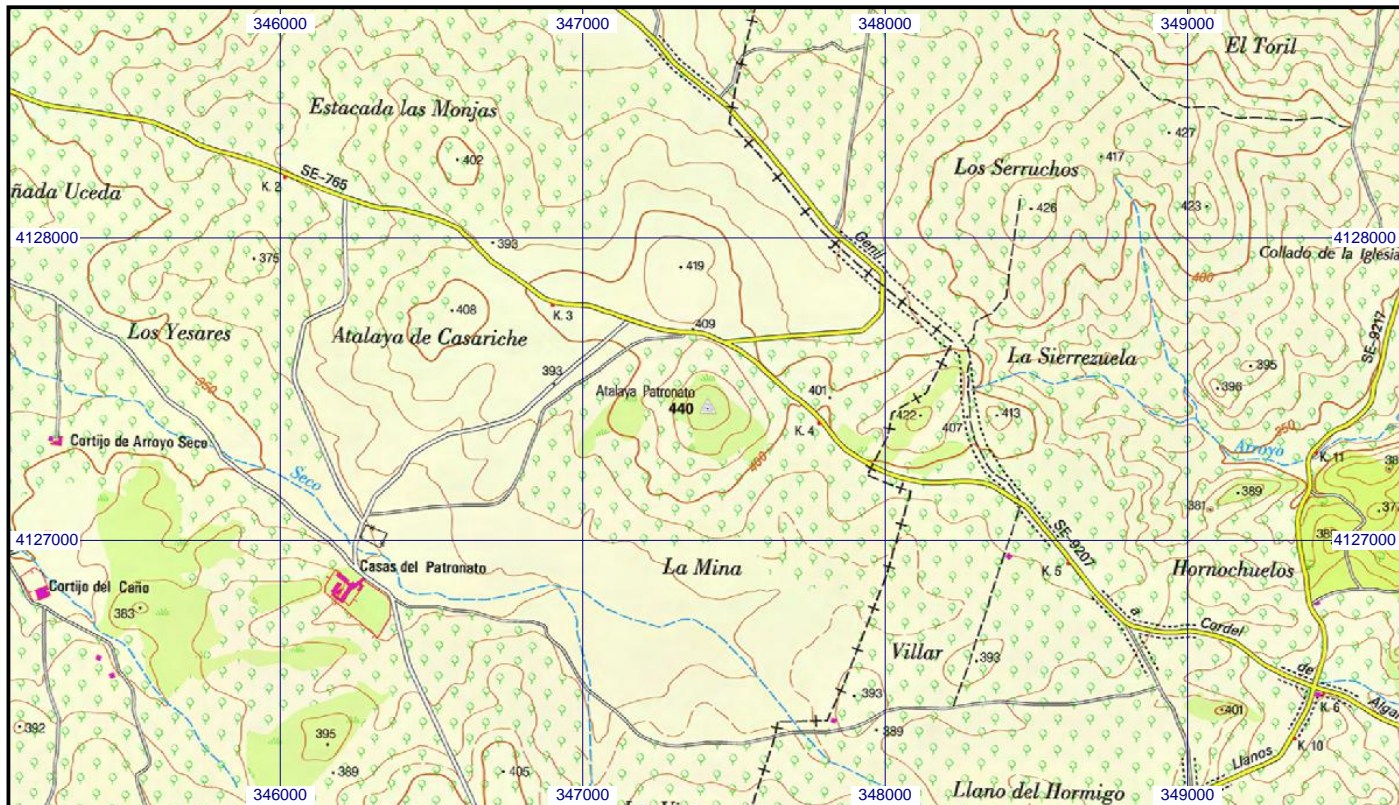 346000
347000
348000
349000
El Toril
Estacada las Monjas
427
402
417
Los Serruchos
K. 2
SE-765
ñada Uceda
426
423
4128000
393
Genil
4128000
375
Collado de la Iglesia
419
400
408
K. 3
Los Yesares
Atalaya de Casariche
409
SE-9217
La Sierrezuela
395
350
393
Atalaya Patronato
401
396
440
422
413
K. 4
407
350
Cortijo de Arroyo Seco
Arroyo
K. 11
400
Seco
389
381
SE-9207
4127000
4127000
Casas del Patronato
La Mina
K. 5
Hornochuelos
Cortijo del Caño
383
a
Cordel
Villar
393
de
393
K. 6
401
392
Algar
395
389
K. 10
Llanos
389
405
Llano del Hormigo
346000
347000
348000
349000